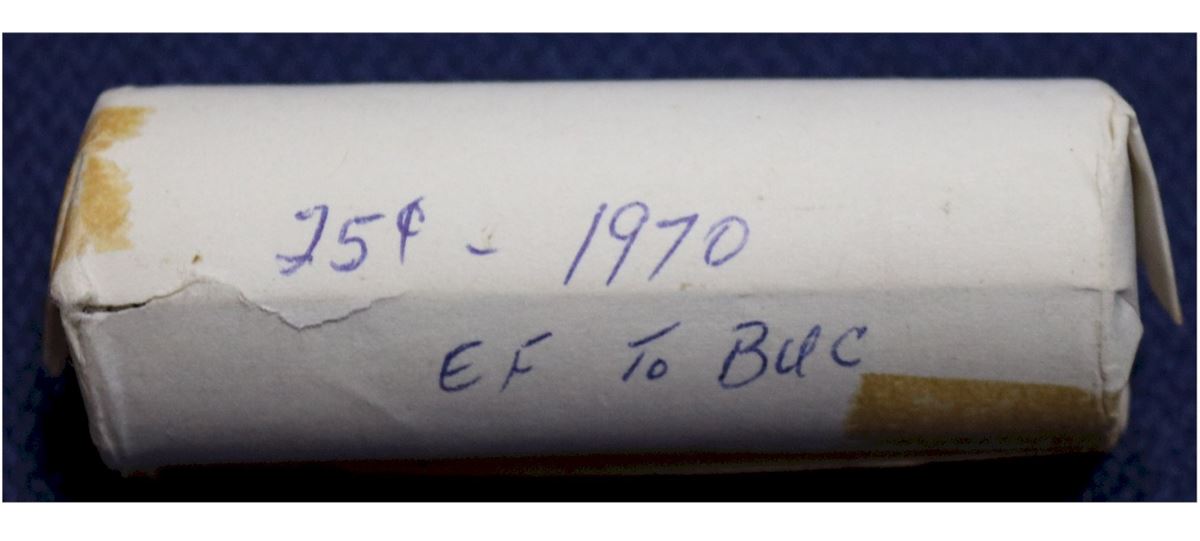 25¢ - 1970
EF To BUC